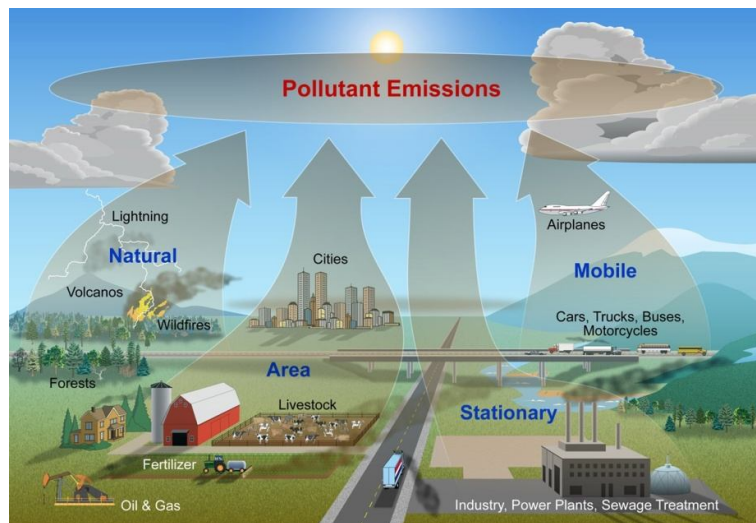 Pollutant Emissions
Lightning
Natural
Volcanos
Wildfires
Forests
Cities
Area
Livestock
Fertilizer
Oil & Gas
Airplanes
Mobile
Cars, Trucks, Buses,
Motorcycles
Stationary
Industry, Power Plants, Sewage Treatment